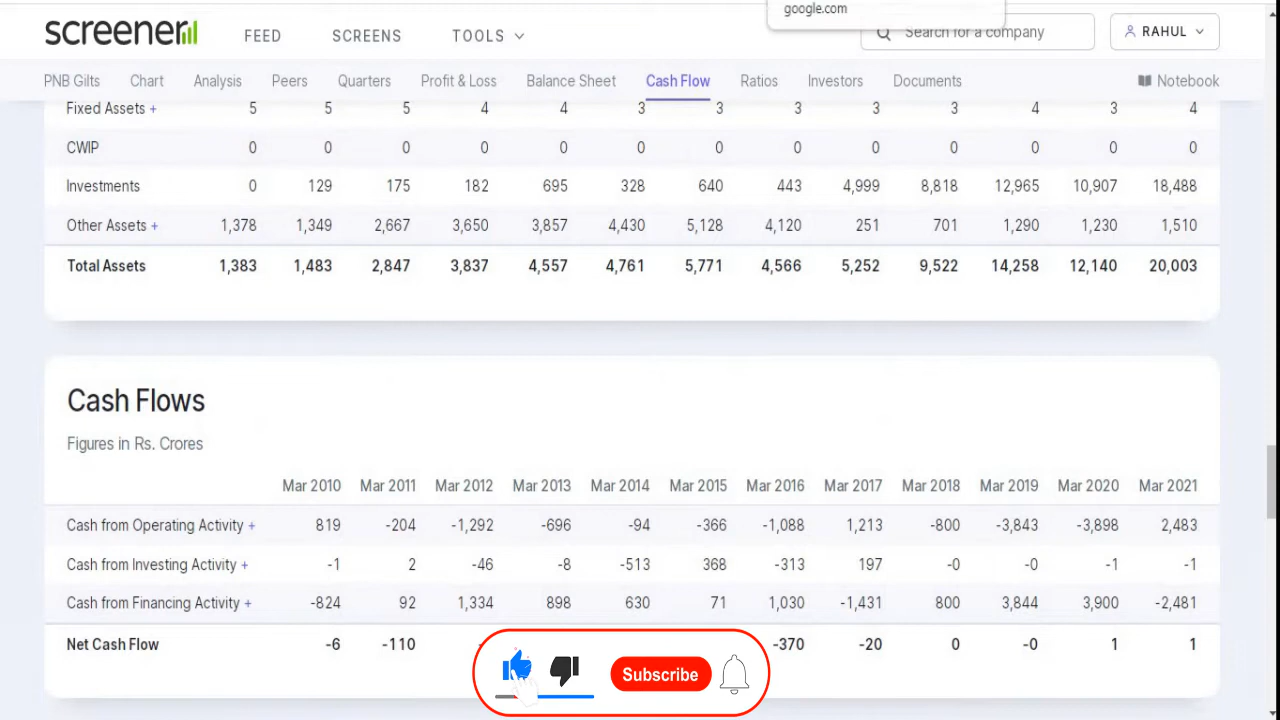 google.com
screener
FEED SCREENS TOOLS Search for a company RAHUL
PNB Gilts Chart Analysis Peers Quarters Profit & Loss Balance Sheet Cash Flow Ratios Investors Documents Notebook
Fixed Assets + 5 5 5 4 4 3 3 3 3 3 4 3 4
CWIP 0 0 0 0 0 0 0 0 0 0 0 0 0
Investments 0 129 175 182 695 328 640 443 4,999 8,818 12,965 10,907 18,488
Other Assets + 1,378 1,349 2,667 3,650 3,857 4,430 5,128 4,120 251 701 1,290 1,230 1,510
Total Assets 1,383 1,483 2,847 3,837 4,557 4,761 5,771 4,566 5,252 9,522 14,258 12,140 20,003
Cash Flows
Figures in Rs. Crores
Mar 2010 Mar 2011 Mar 2012 Mar 2013 Mar 2014 Mar 2015 Mar 2016 Mar 2017 Mar 2018 Mar 2019 Mar 2020 Mar 2021
Cash from Operating Activity + 819 -204 -1,292 -696 -94 -366 -1,088 1,213 -800 -3,843 -3,898 2,483
Cash from Investing Activity + -1 2 -46 -8 -513 368 -313 197 -0 -0 -1 -1
Cash from Financing Activity + -824 92 1,334 898 630 71 1,030 -1,431 800 3,844 3,900 -2,481
Net Cash Flow -6 -110 -370 -20 0 -0 1 1
Subscribe